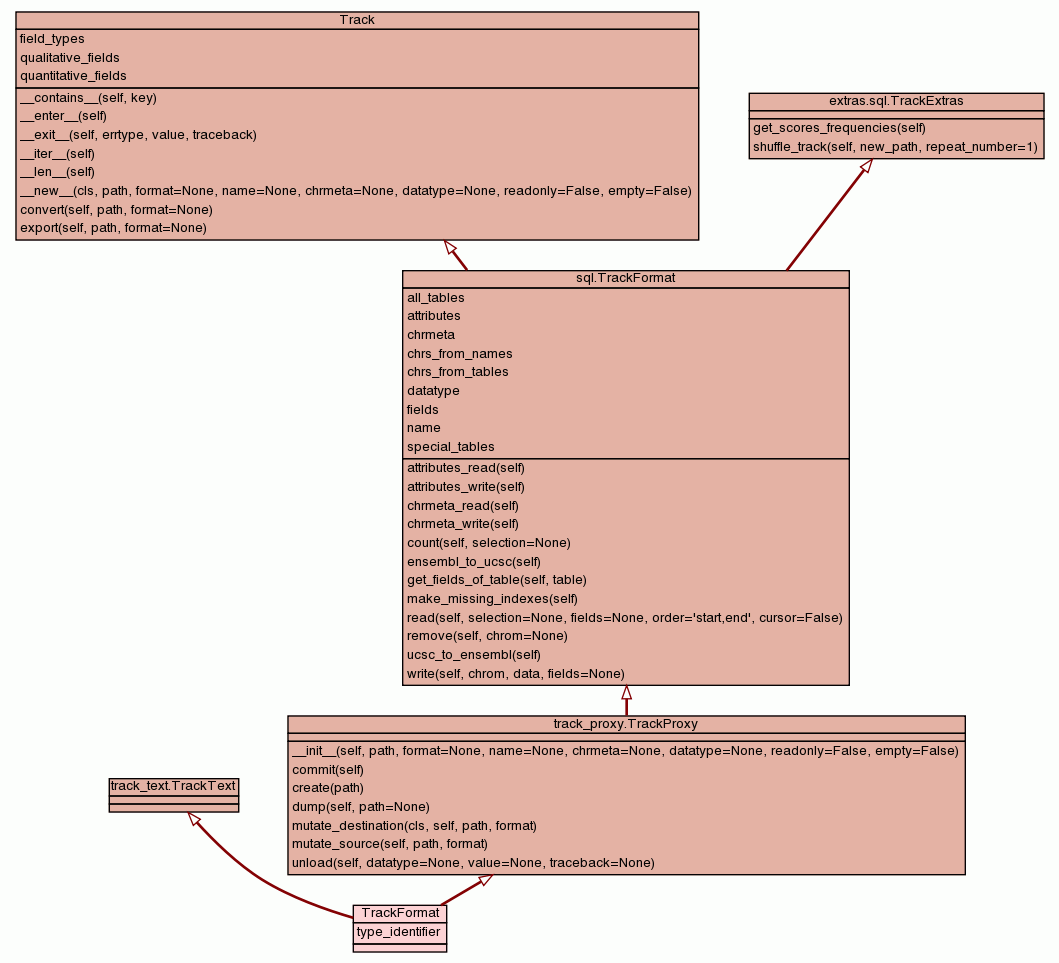 Track
field_types
qualitative_fields
quantitative_fields
__contains__(self, key)
__enter__(self)
__exit__(self, errtype, value, traceback)
__iter__(self)
__len__(self)
__new__(cls, path, format=None, name=None, chrmeta=None, datatype=None, readonly=False, empty=False)
convert(self, path, format=None)
export(self, path, format=None)
extras.sql.TrackExtras
get_scores_frequencies(self)
shuffle_track(self, new_path, repeat_number=1)
sql.TrackFormat
all_tables
attributes
chrmeta
chrs_from_names
chrs_from_tables
datatype
fields
name
special_tables
attributes_read(self)
attributes_write(self)
chrmeta_read(self)
chrmeta_write(self)
count(self, selection=None)
ensembl_to_ucsc(self)
get_fields_of_table(self, table)
make_missing_indexes(self)
read(self, selection=None, fields=None, order='start,end', cursor=False)
remove(self, chrom=None)
ucsc_to_ensembl(self)
write(self, chrom, data, fields=None)
track_proxy.TrackProxy
__init__(self, path, format=None, name=None, chrmeta=None, datatype=None, readonly=False, empty=False)
commit(self)
create(path)
dump(self, path=None)
mutate_destination(cls, self, path, format)
mutate_source(self, path, format)
unload(self, datatype=None, value=None, traceback=None)
track_text.TrackText
TrackFormat
type_identifier